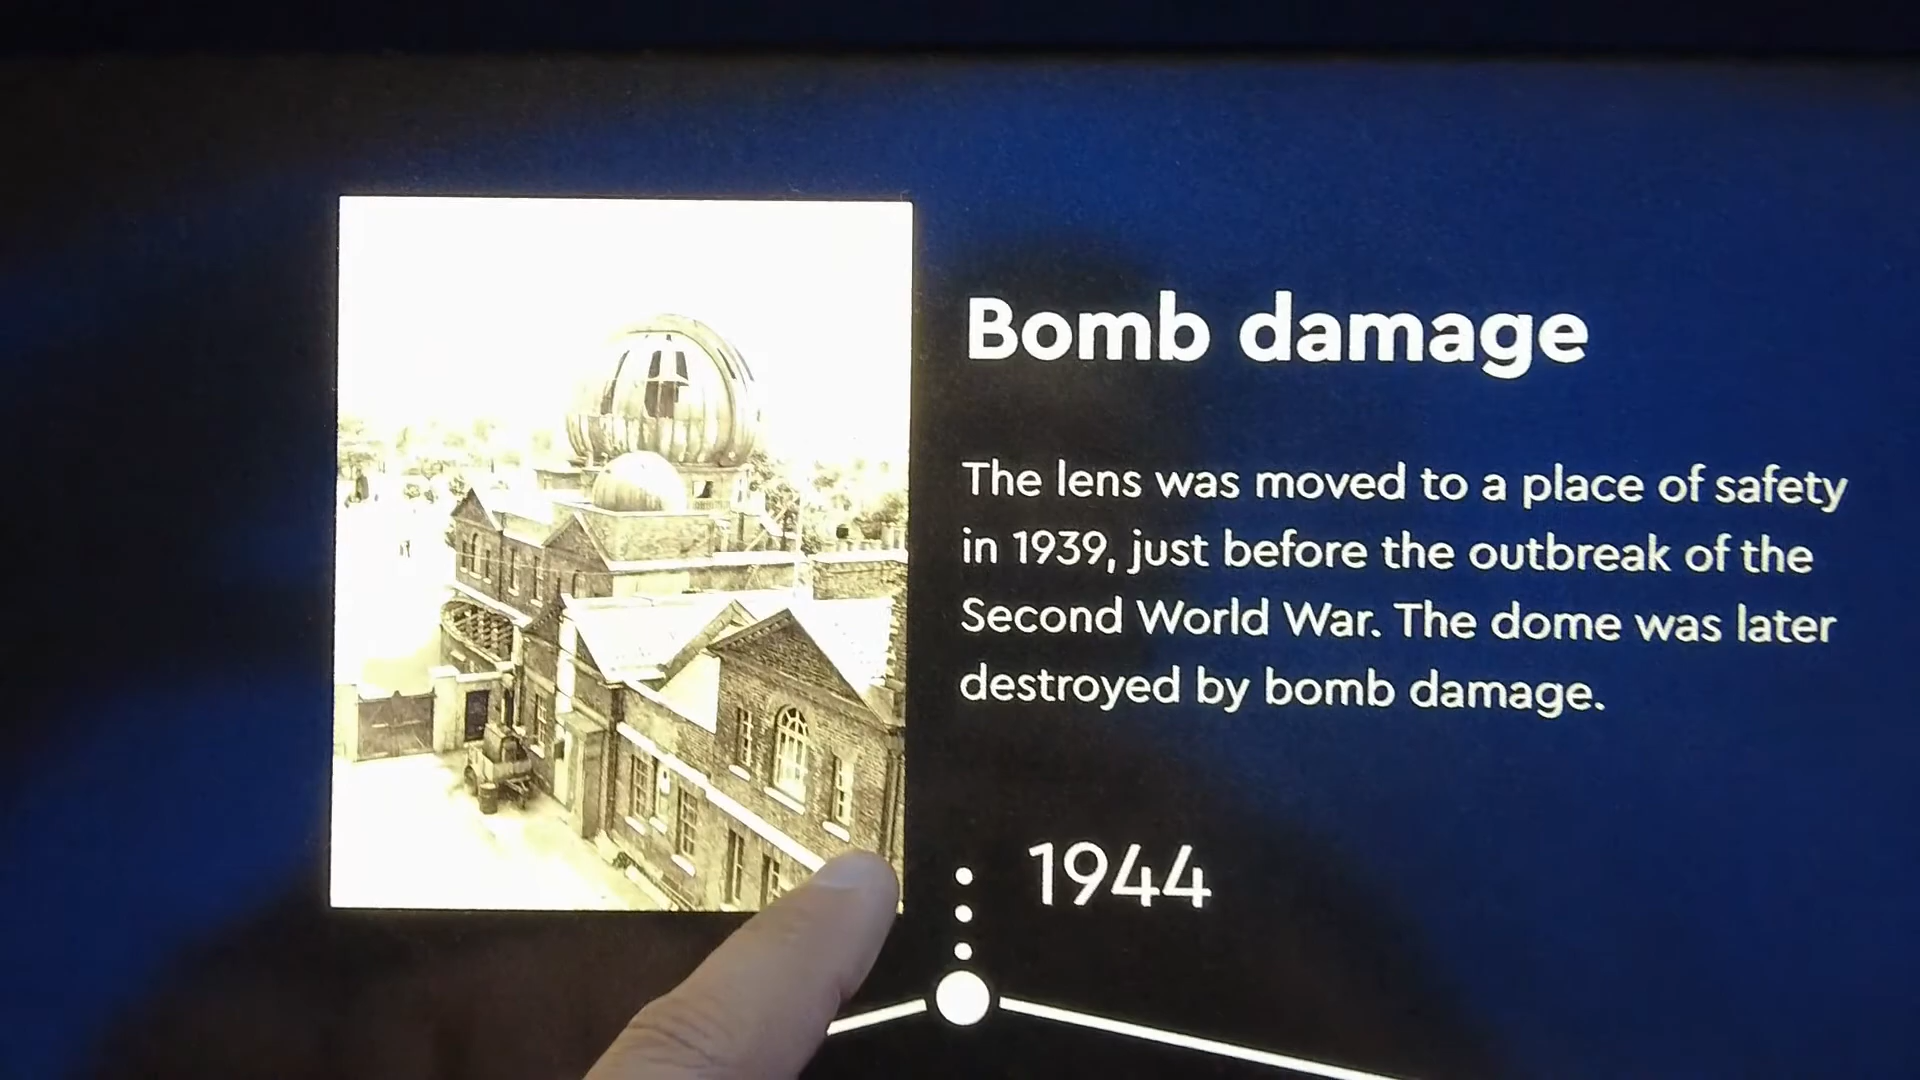 Bomb damage
The lens was moved to a place of safety
in 1939, just before the outbreak of the
Second World War. The dome was later
destroyed by bomb damage.
1944